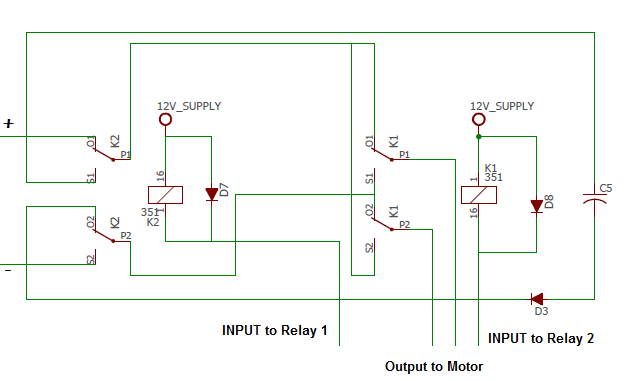 12V_SUPPLY
12V_SUPPLY
+
O1
K2
P1
S1
O1
K1
P1
S1
16
351
1
K2
D7
K1
351
1
16
D8
C5
O2
K2
P2
S2
-
O2
K1
P2
S2
D3
INPUT to Relay 1
INPUT to Relay 2
Output to Motor